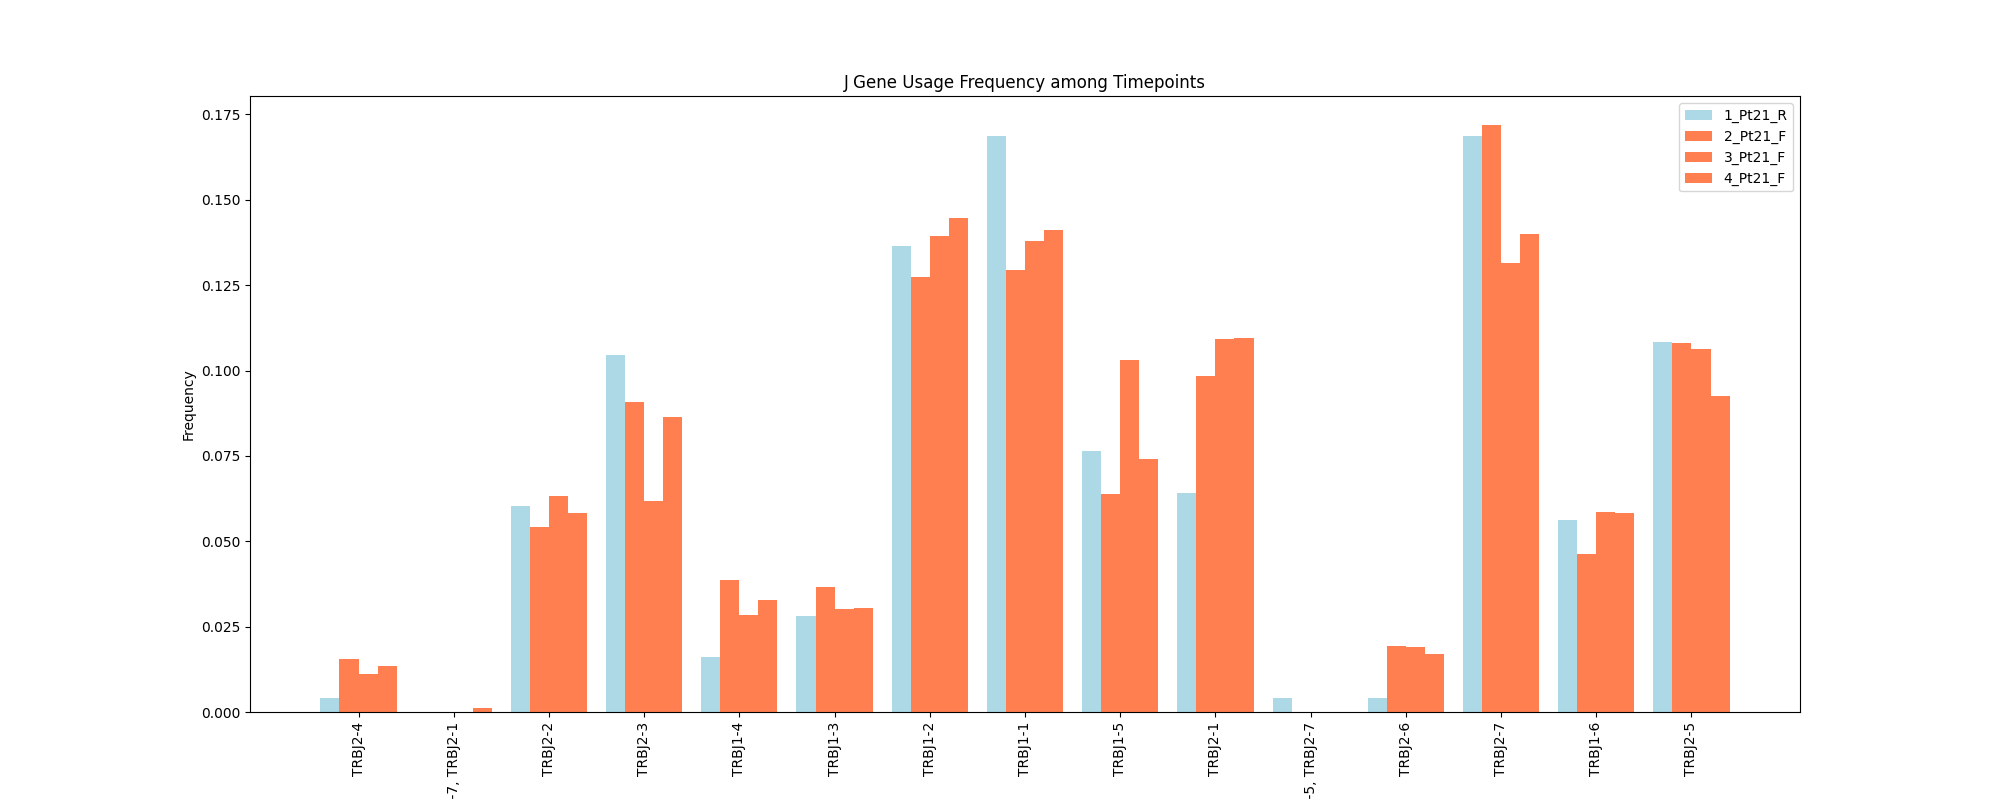 J Gene Usage Frequency among Timepoints
1_Pt21_R
2_Pt21_F
3_Pt21_F
4_Pt21_F
Frequency
0.175
0.150
0.125
0.100
0.075
0.050
0.025
0.000
TRBJ2-4
-7, TRBJ2-1
TRBJ2-2
TRBJ2-3
TRBJ1-4
TRBJ1-3
TRBJ1-2
TRBJ1-1
TRBJ1-5
TRBJ2-1
-5, TRBJ2-7
TRBJ2-6
TRBJ2-7
TRBJ1-6
TRBJ2-5